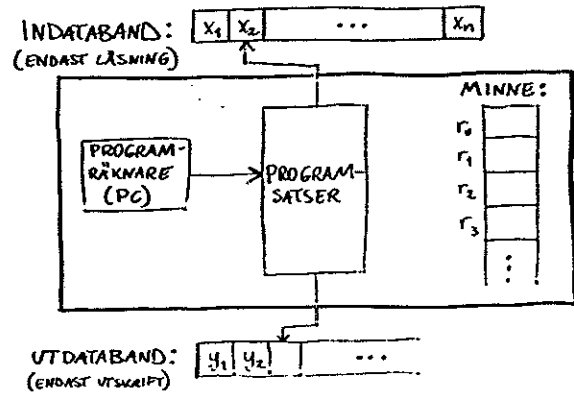 INDATABAND: x₁ x₂ ... xₙ
(ENDAST LÄSNING)
MINNE:
r₀
r₁
r₂
r₃
⋮
PROGRAM-
RÄKNARE
(PC)
PROGRAM-
SATSER
UTDATABAND: y₁ y₂ ...
(ENDAST UTSKRIFT)